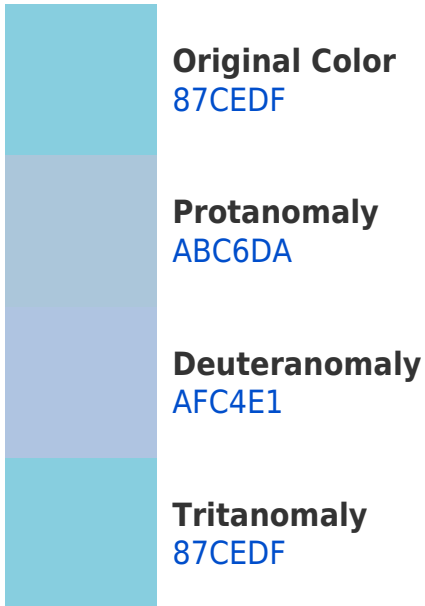 Original Color
87CEDF
Protanomaly
ABC6DA
Deuteranomaly
AFC4E1
Tritanomaly
87CEDF